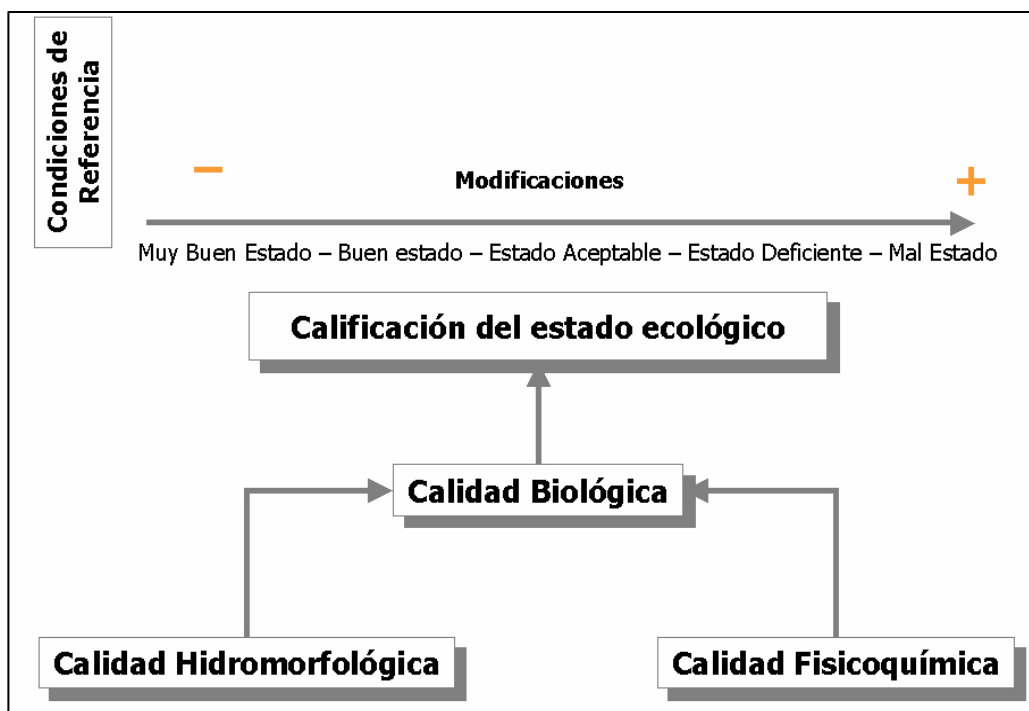 Condiciones de
Referencia
− Modificaciones +
Muy Buen Estado – Buen estado – Estado Aceptable – Estado Deficiente – Mal Estado
Calificación del estado ecológico
Calidad Biológica
Calidad Hidromorfológica
Calidad Fisicoquímica